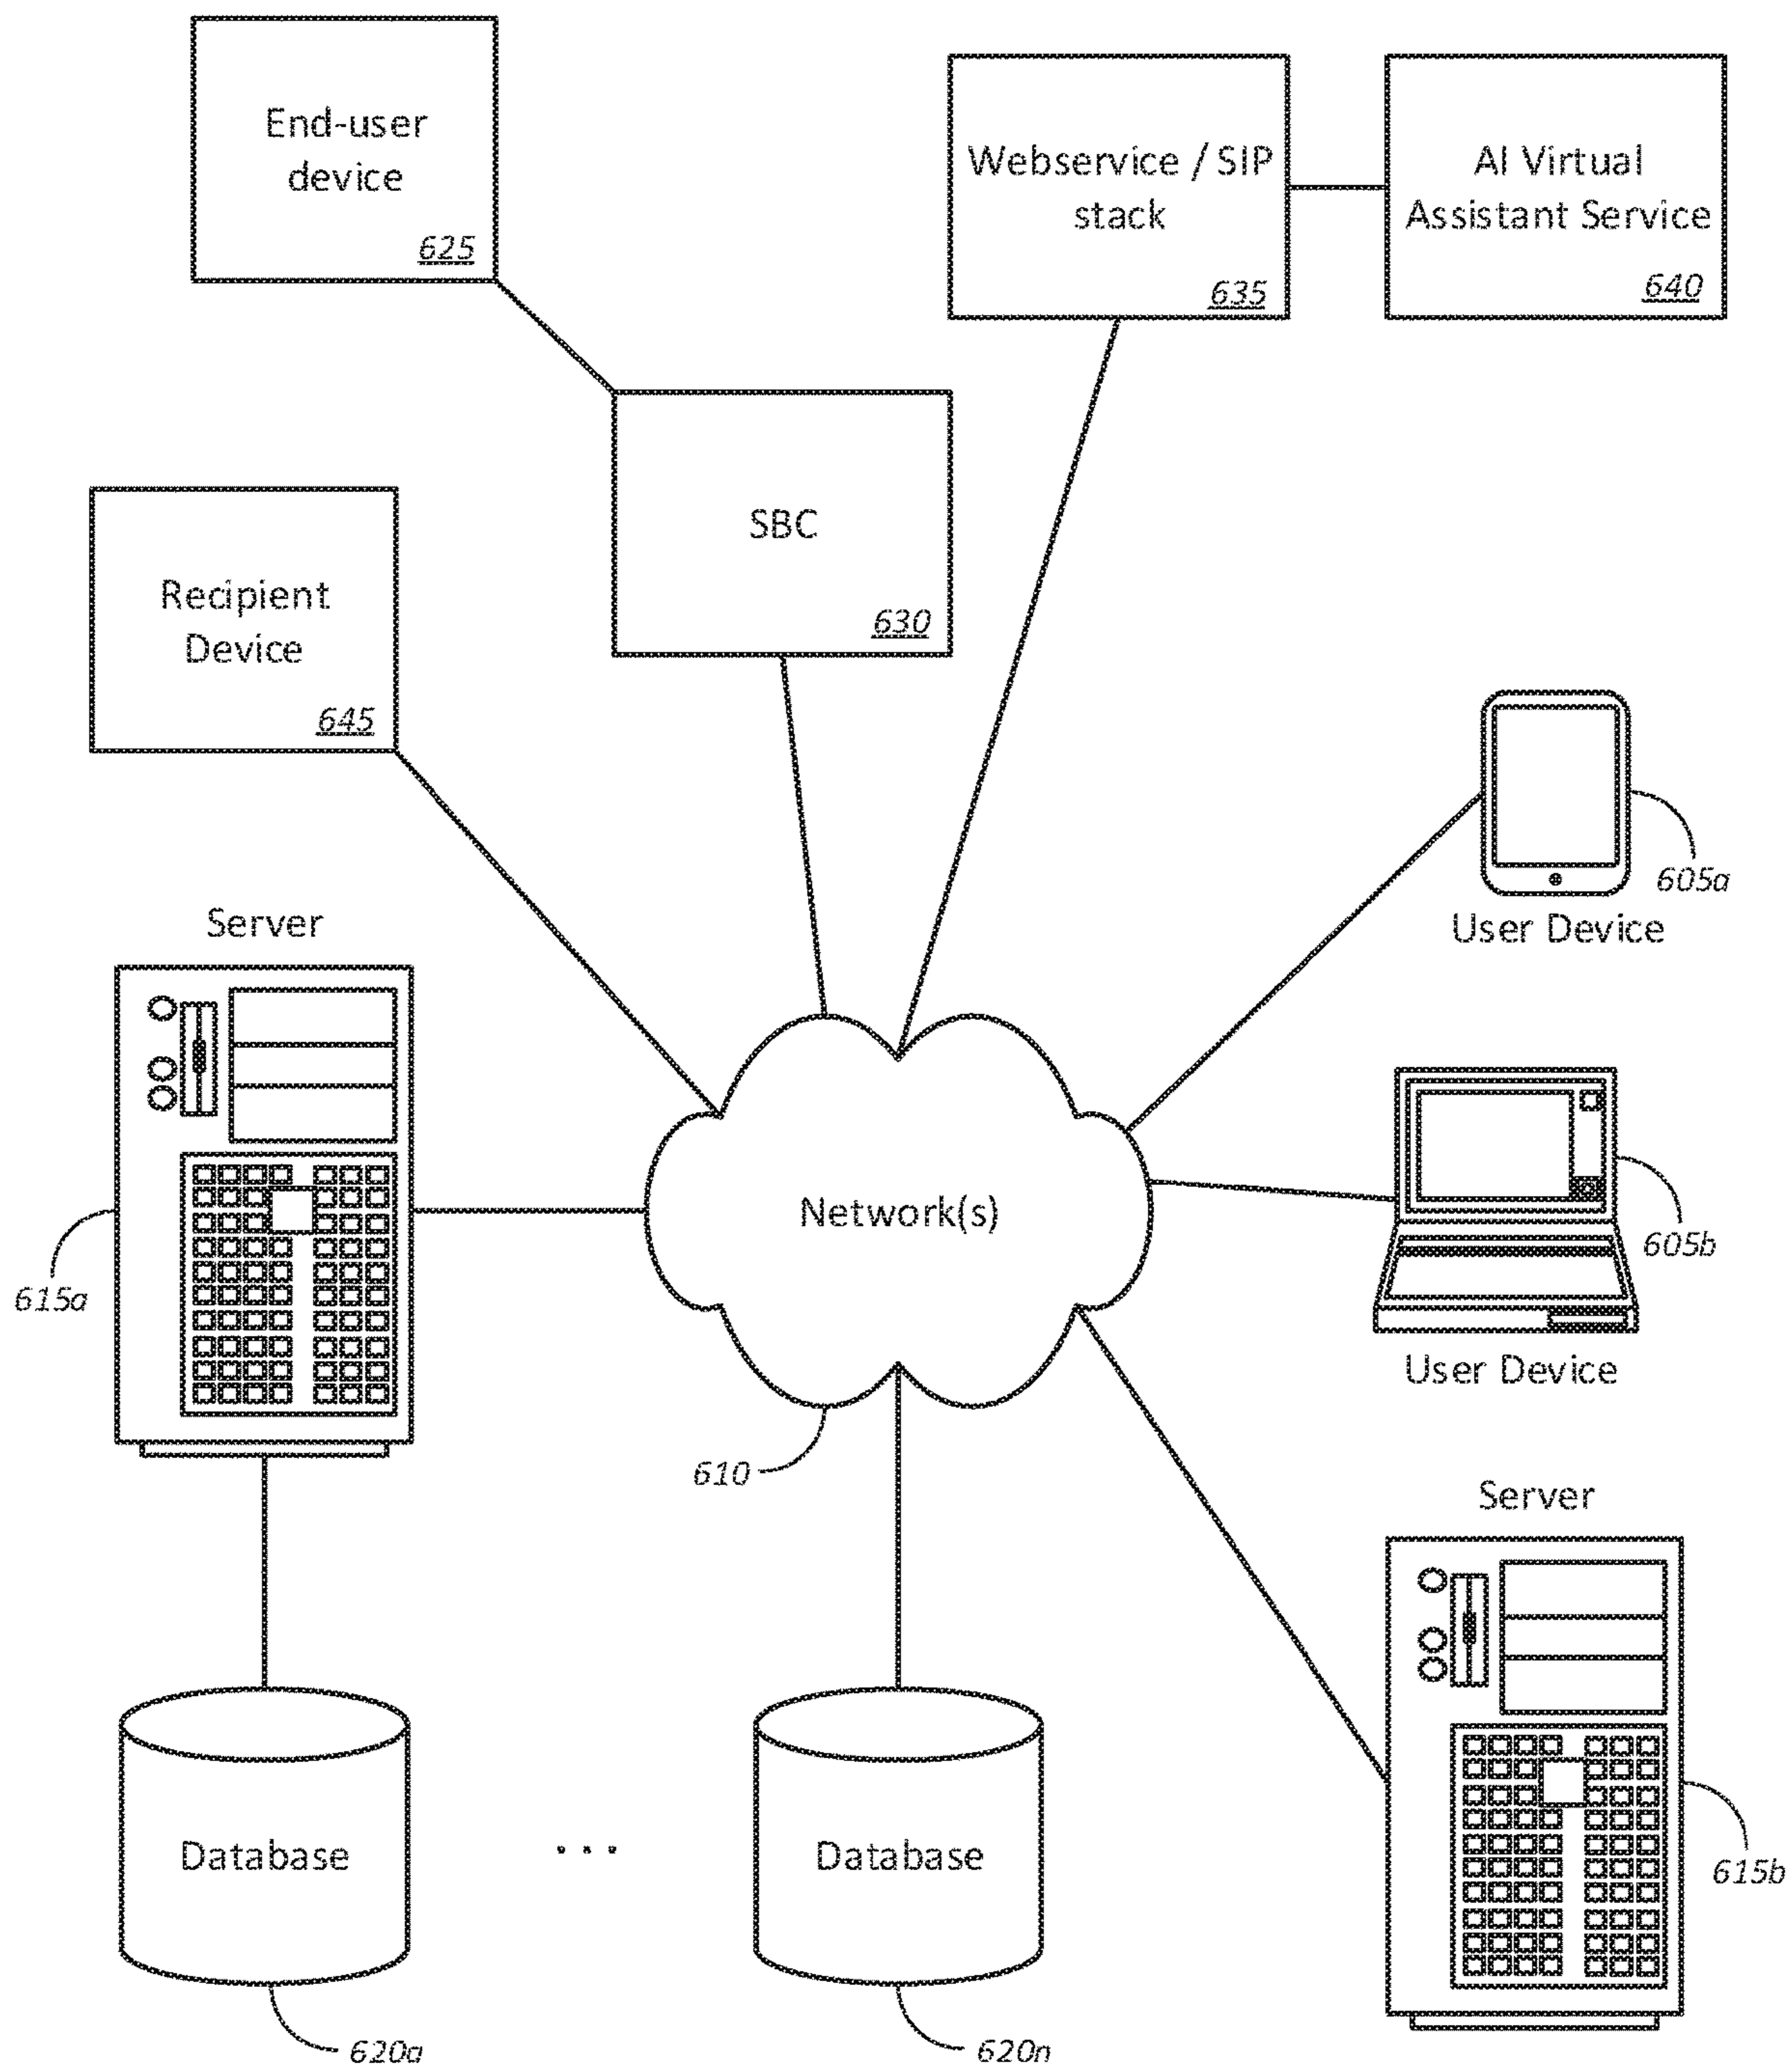 End-user
device
625
Webservice / SIP
stack
635
AI Virtual
Assistant Service
640
SBC
630
Recipient
Device
645
605a
User Device
Server
615a
Network(s)
610
605b
User Device
Server
615b
Database
620a
...
Database
620n